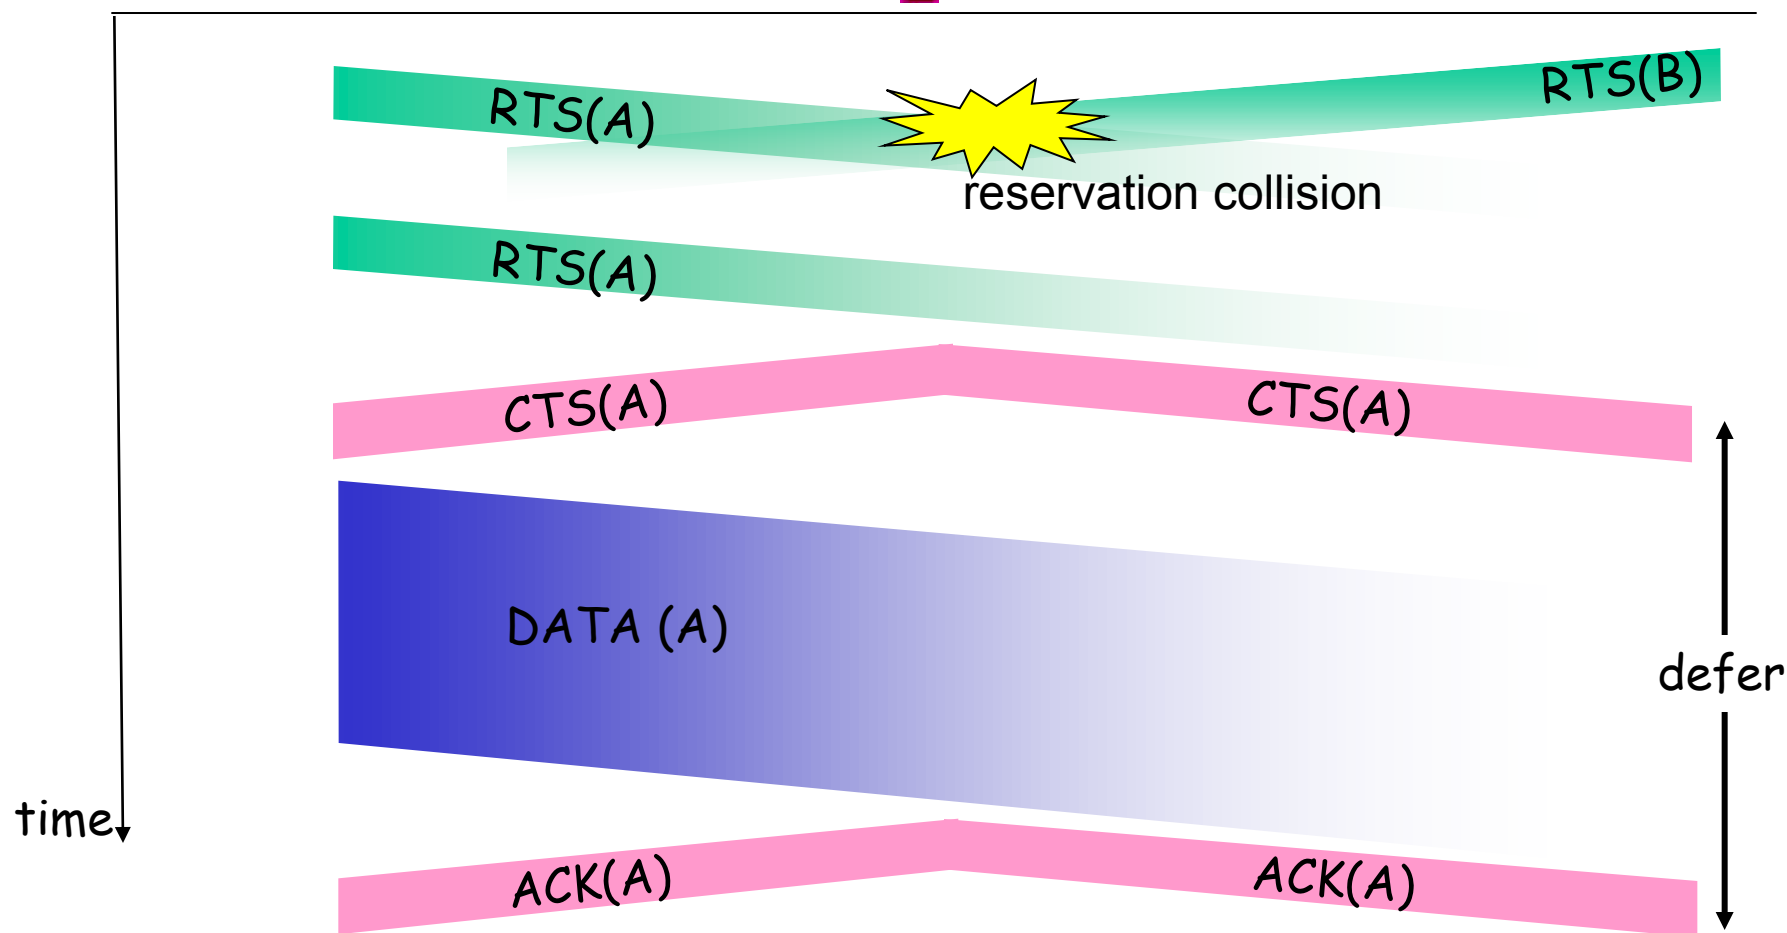 RTS(A)
RTS(B)
reservation collision
RTS(A)
CTS(A)
CTS(A)
DATA (A)
defer
time
ACK(A)
ACK(A)